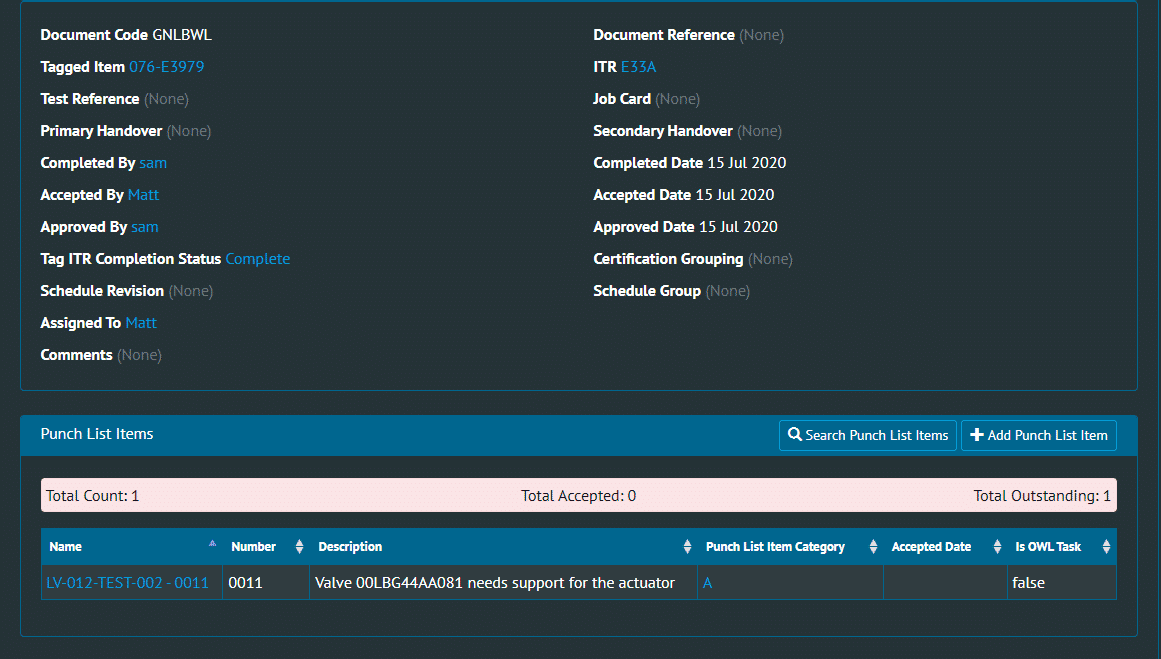 Document Code GNLBWL
Document Reference (None)
Tagged Item 076-E3979
ITR E33A
Test Reference (None)
Job Card (None)
Primary Handover (None)
Secondary Handover (None)
Completed By sam
Completed Date 15 Jul 2020
Accepted By Matt
Accepted Date 15 Jul 2020
Approved By sam
Approved Date 15 Jul 2020
Tag ITR Completion Status Complete
Certification Grouping (None)
Schedule Revision (None)
Schedule Group (None)
Assigned To Matt
Comments (None)
Punch List Items Search Punch List Items Add Punch List Item
Total Count: 1 Total Accepted: 0 Total Outstanding: 1
Name Number Description Punch List Item Category Accepted Date Is OWL Task
LV-012-TEST-002 - 0011 0011 Valve 00LBG44AA081 needs support for the actuator A false